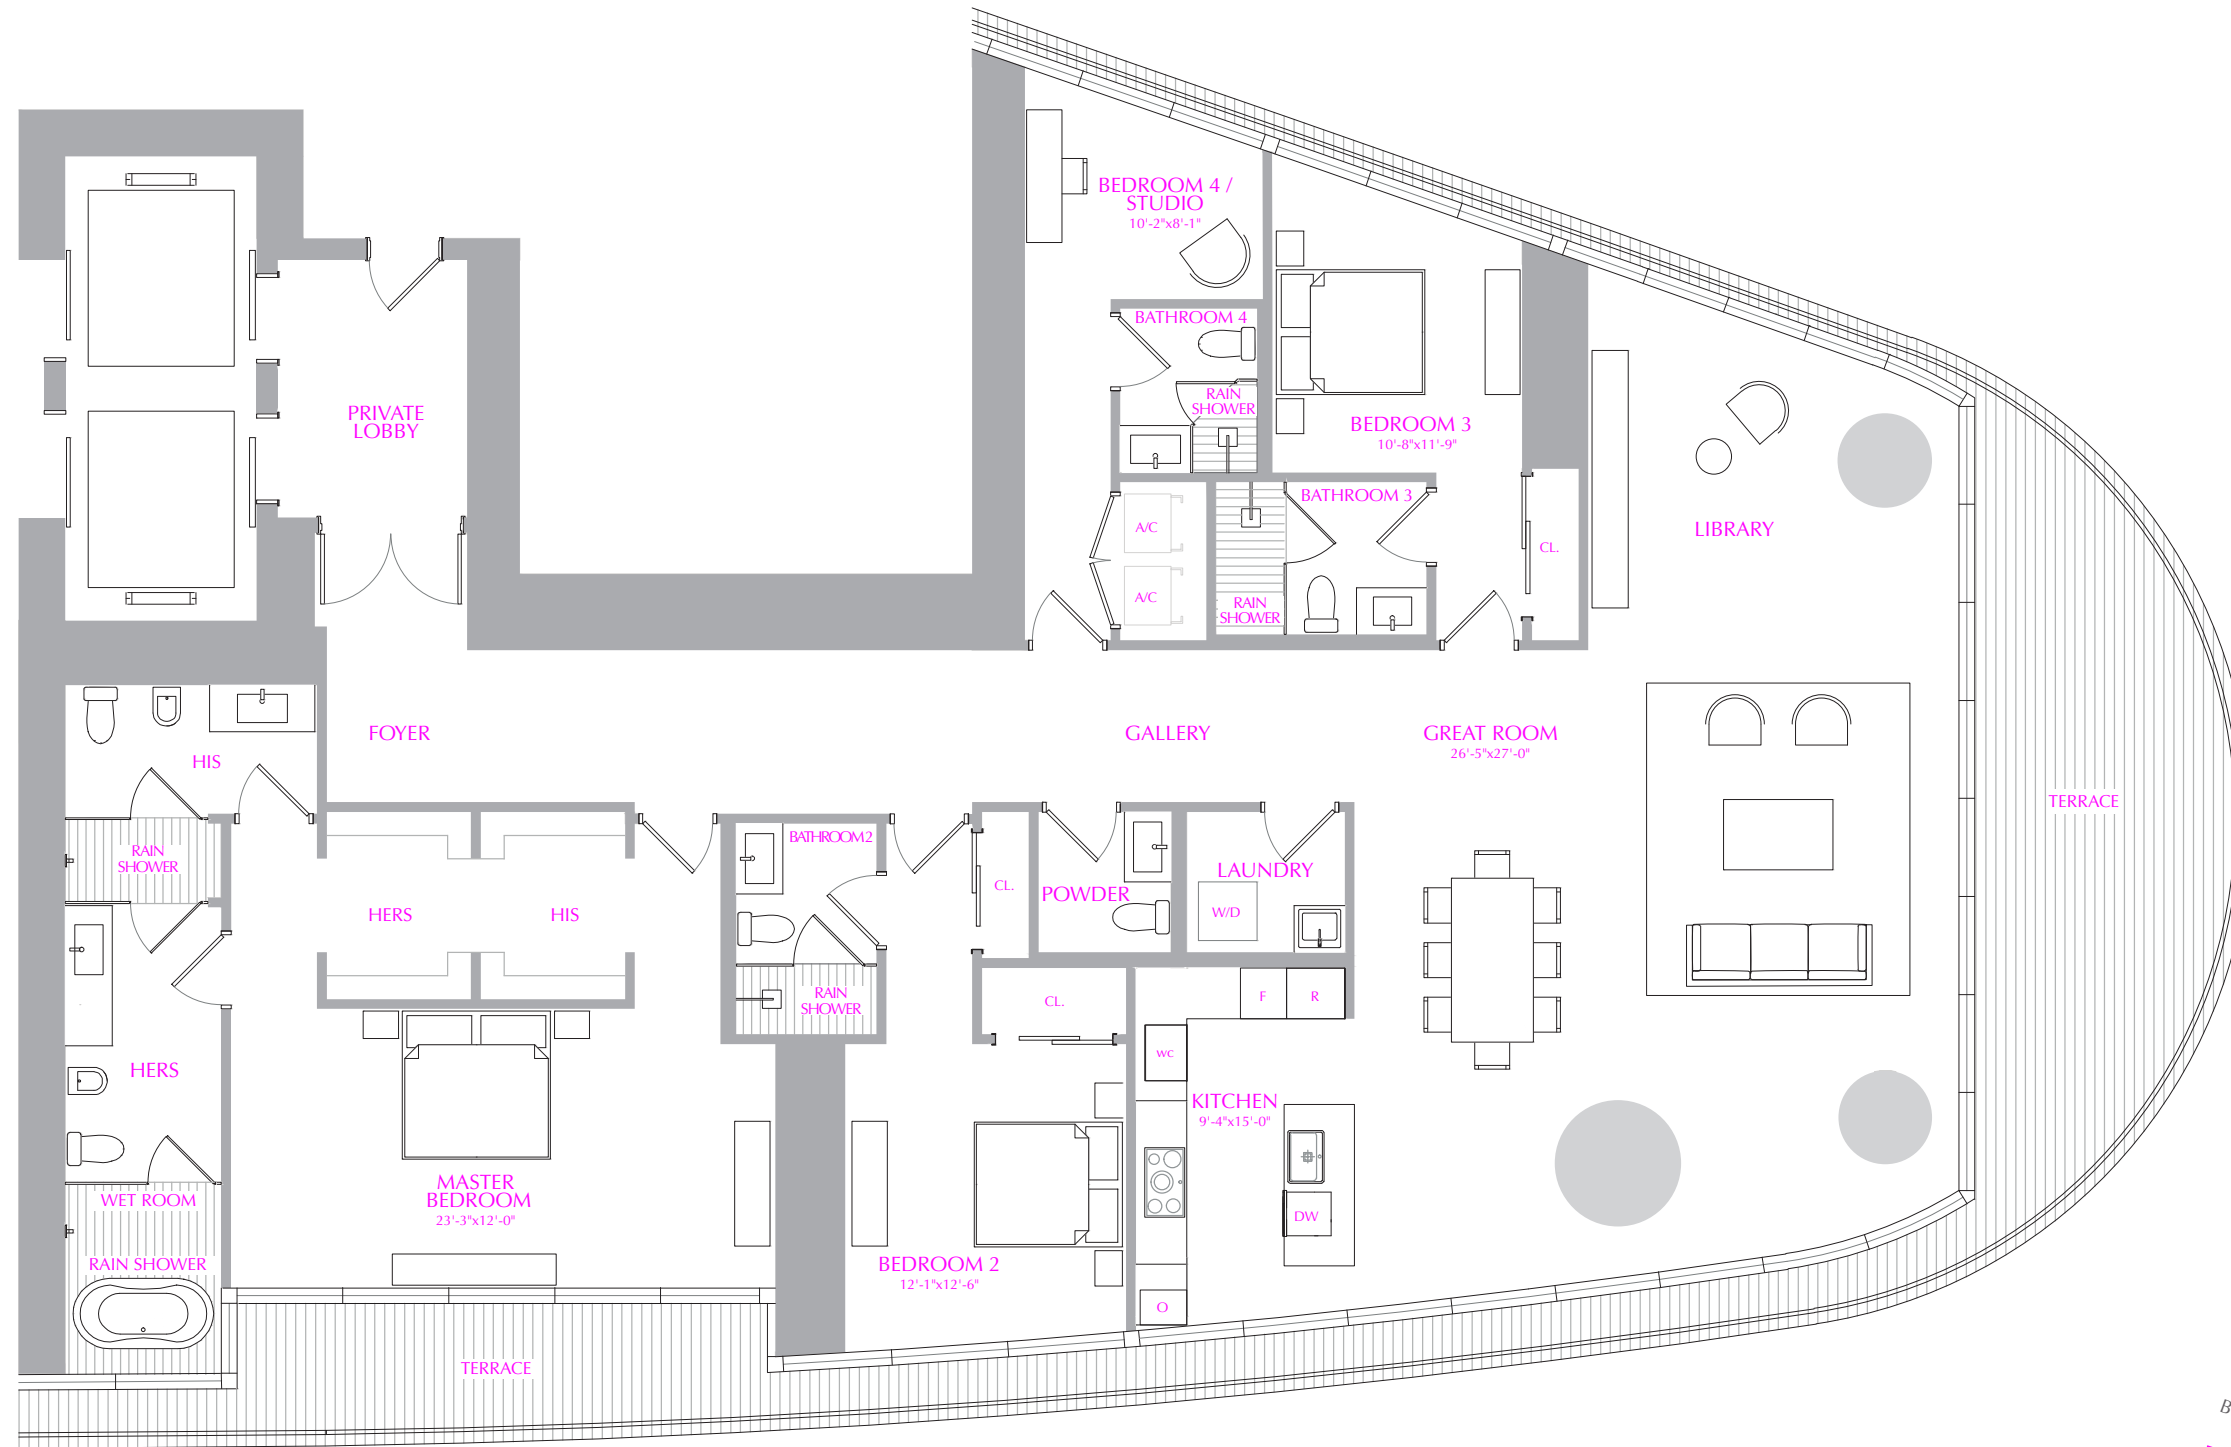 BEDROOM 4 /
STUDIO
10'-2"x8'-1"
BATHROOM 4
RAIN
SHOWER
PRIVATE
LOBBY
BEDROOM 3
10'-8"x11'-9"
BATHROOM 3
A/C
A/C
RAIN
SHOWER
CL.
LIBRARY
FOYER
GALLERY
GREAT ROOM
26'-5"x27'-0"
HIS
RAIN
SHOWER
HERS
HIS
BATHROOM2
RAIN
SHOWER
CL.
POWDER
LAUNDRY
W/D
TERRACE
CL.
F
R
WC
HERS
KITCHEN
9'-4"x15'-0"
DW
O
WET ROOM
RAIN SHOWER
MASTER
BEDROOM
23'-3"x12'-0"
BEDROOM 2
12'-1"x12'-6"
TERRACE
B